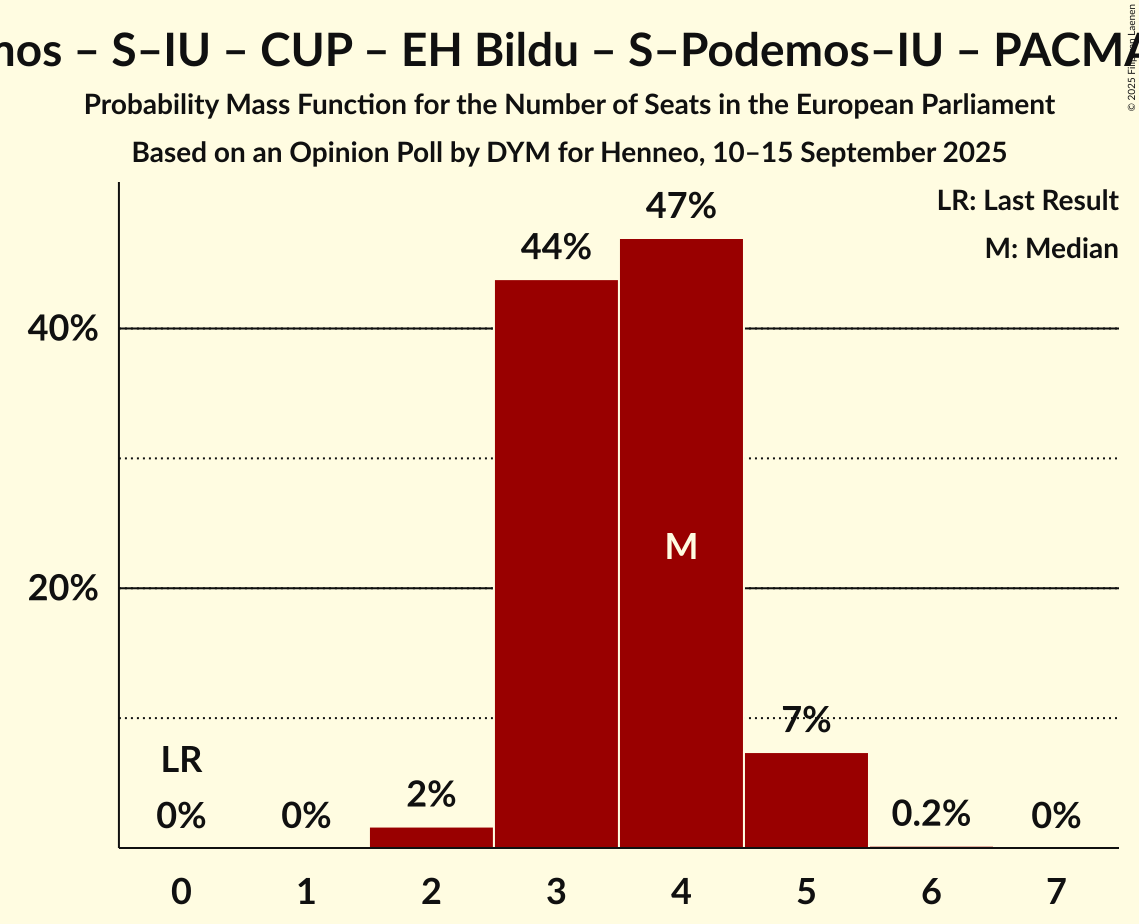 mos – S–IU – CUP – EH Bildu – S–Podemos–IU – PACMA
Probability Mass Function for the Number of Seats in the European Parliament
Based on an Opinion Poll by DYM for Henneo, 10–15 September 2025
© 2025 Filip van Laenen
LR: Last Result
M: Median
47%
44%
40%
M
20%
7%
LR
2%
0%
0%
0.2%
0%
0 1 2 3 4 5 6 7